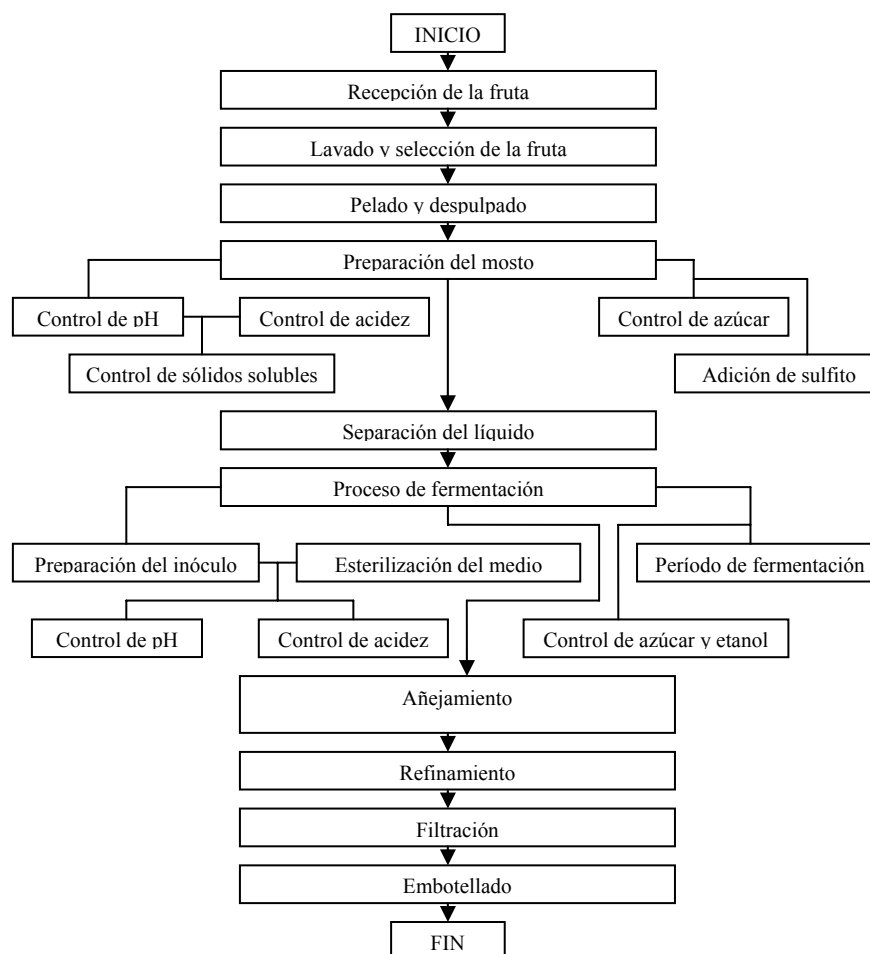 INICIO
Recepción de la fruta
Lavado y selección de la fruta
Pelado y despulpado
Preparación del mosto
Control de pH
Control de acidez
Control de azúcar
Control de sólidos solubles
Adición de sulfito
Separación del líquido
Proceso de fermentación
Preparación del inóculo
Esterilización del medio
Período de fermentación
Control de pH
Control de acidez
Control de azúcar y etanol
Añejamiento
Refinamiento
Filtración
Embotellado
FIN